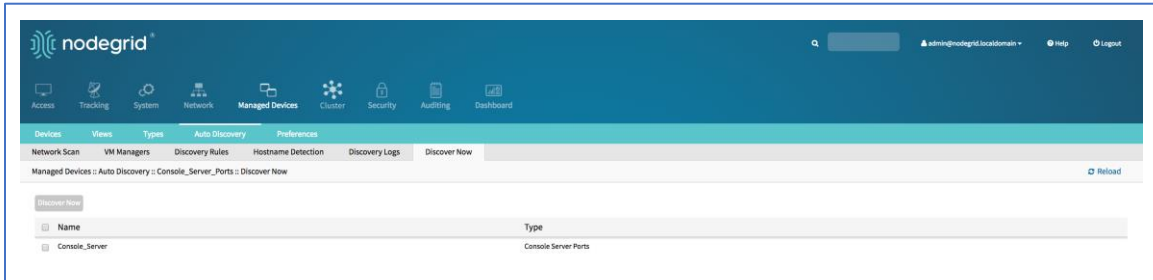 nodegrid®
admin@nodegrid.localdomain Help Logout
Access Tracking System Network Managed Devices Cluster Security Auditing Dashboard
Devices Views Types Auto Discovery Preferences
Network Scan VM Managers Discovery Rules Hostname Detection Discovery Logs Discover Now
Managed Devices :: Auto Discovery :: Console_Server_Ports :: Discover Now Reload
Discover Now
Name Type
Console_Server Console Server Ports